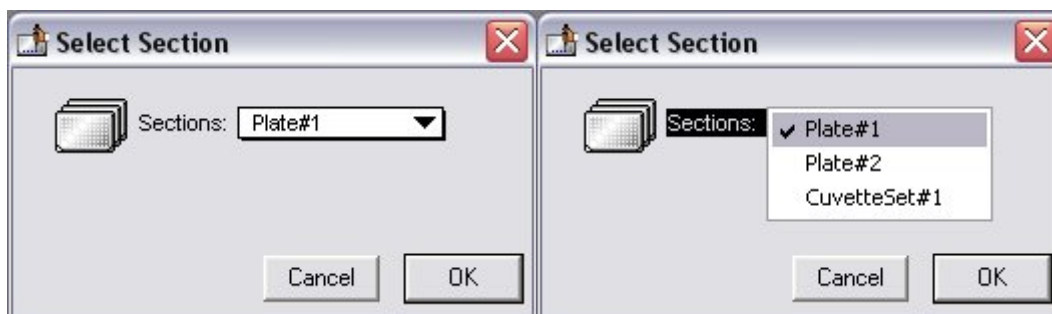 Select Section
Sections: Plate#1
Cancel OK
Select Section
Sections: Plate#1
Plate#2
CuvetteSet#1
Cancel OK